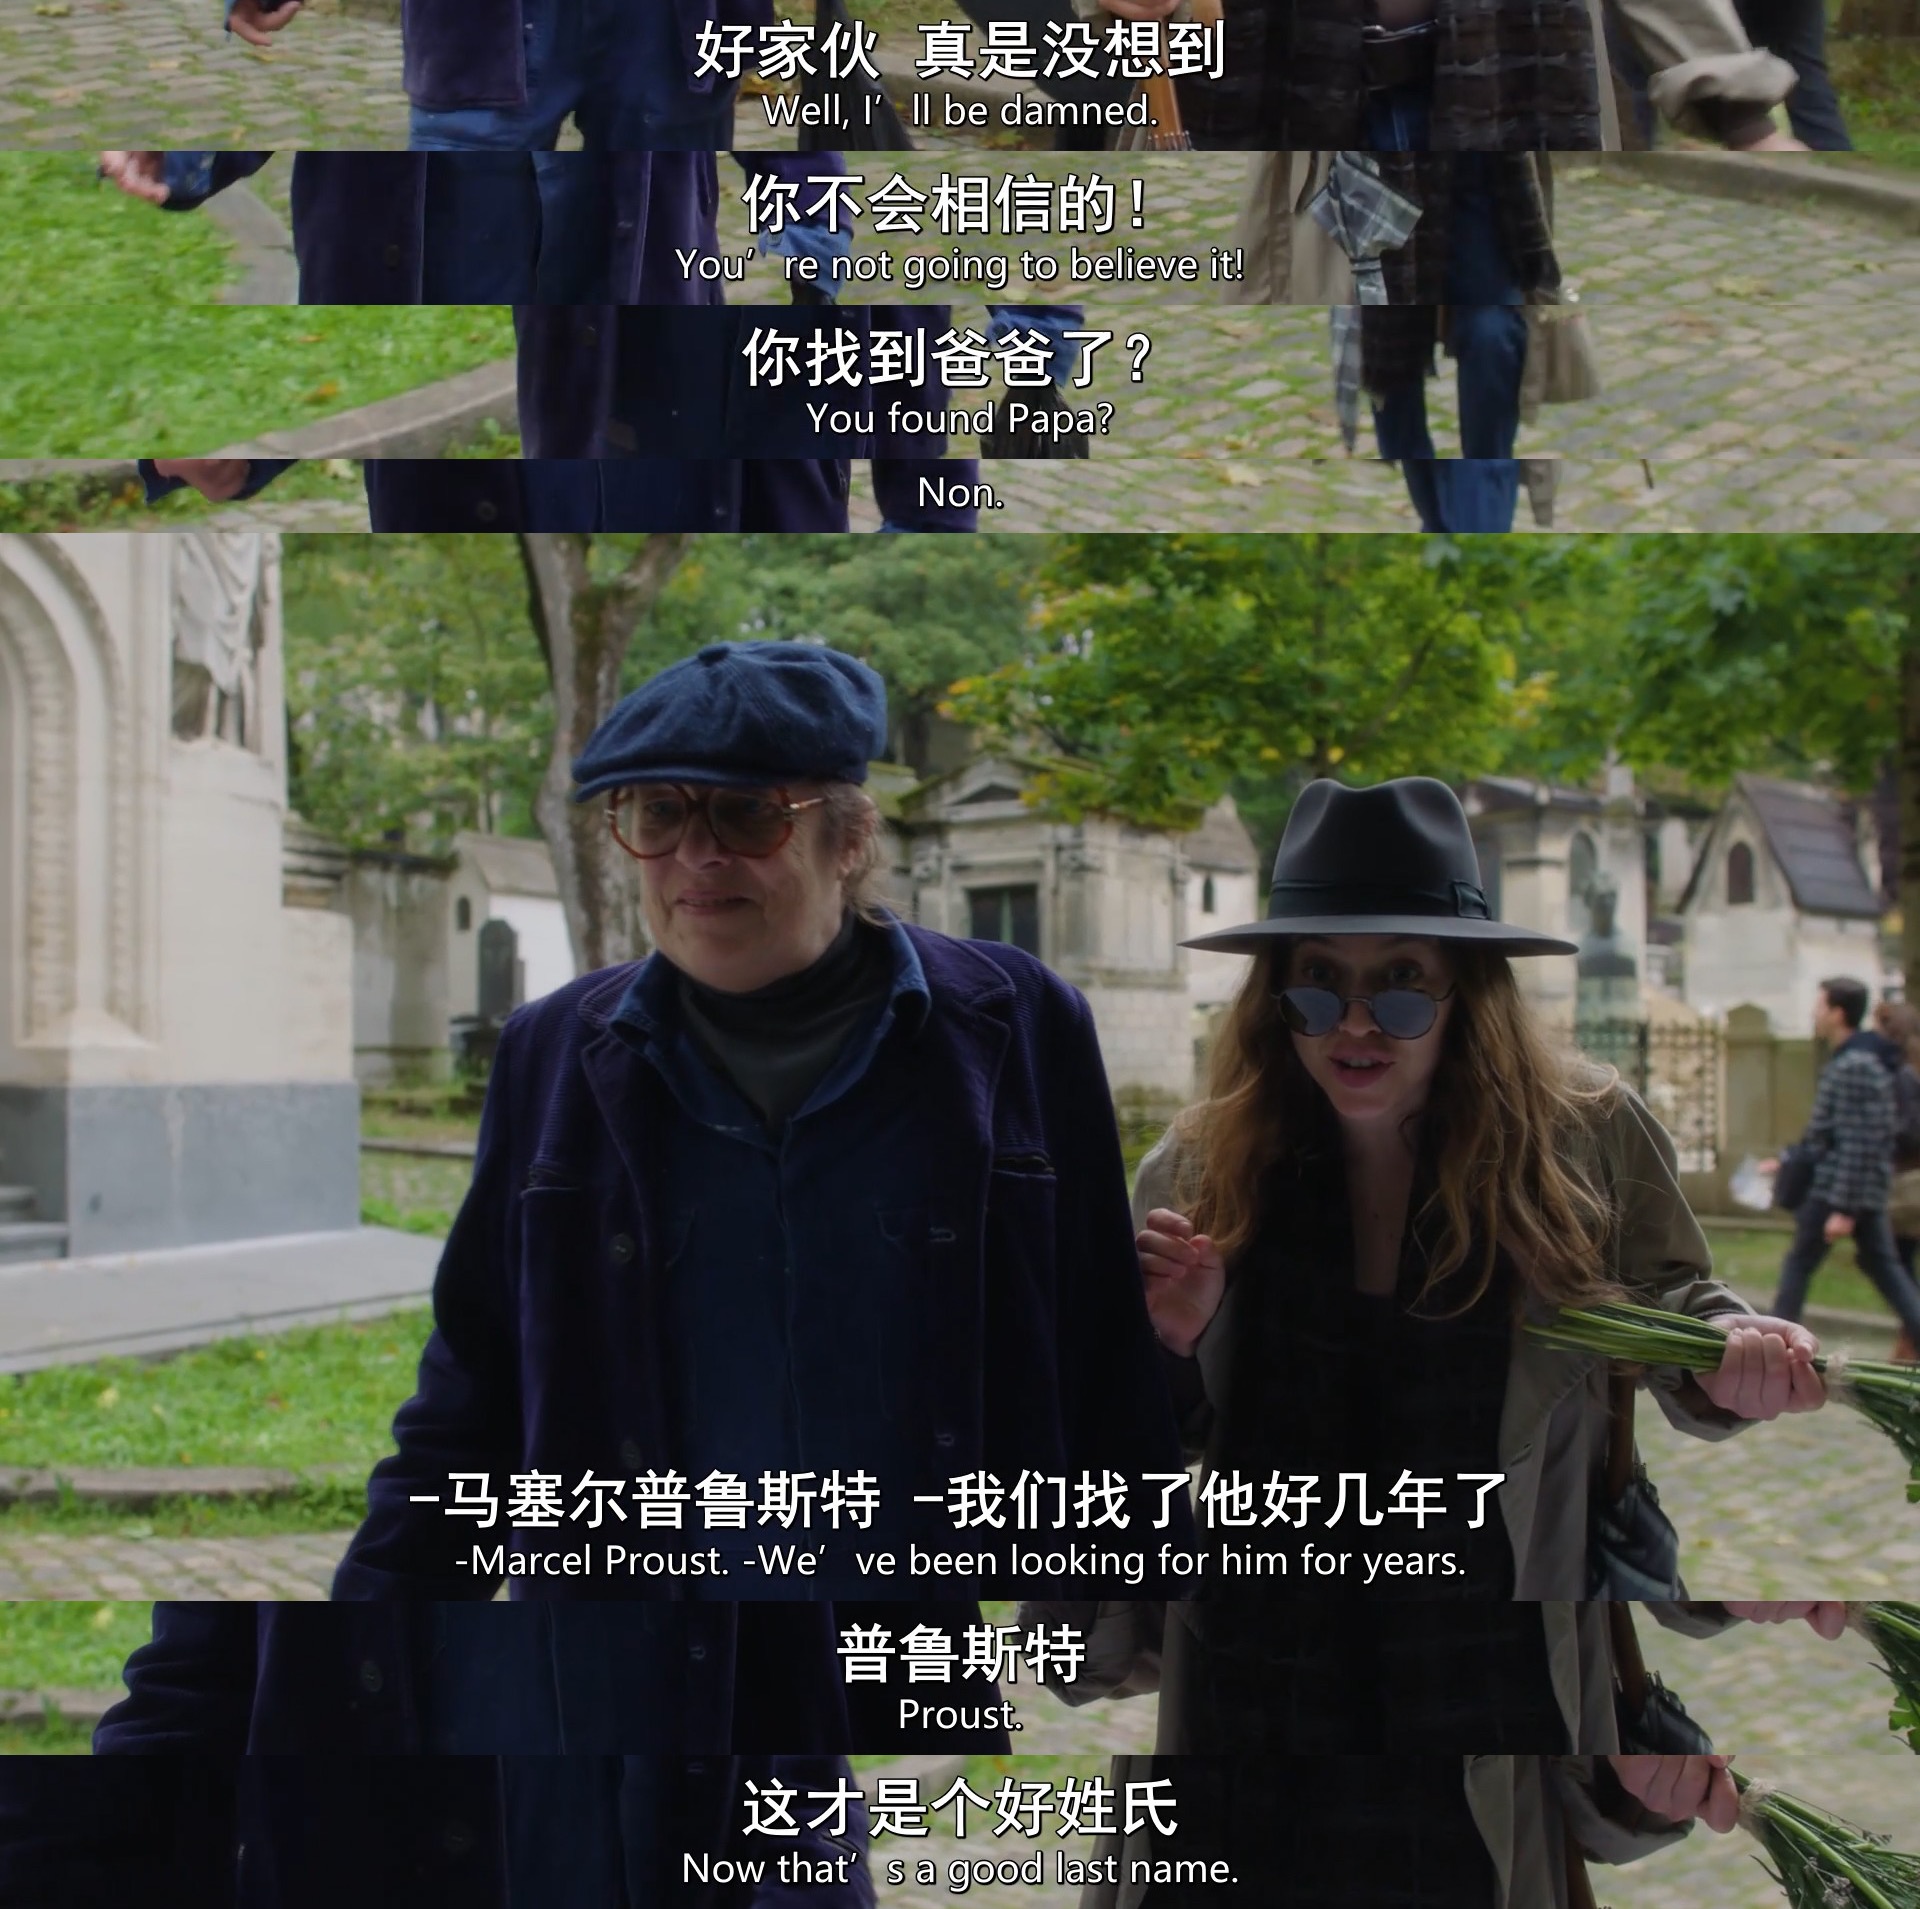 好家伙 真是没想到
Well, I'll be damned.
你不会相信的！
You're not going to believe it!
你找到爸爸了？
You found Papa?
Non.
-马塞尔普鲁斯特 -我们找了他好几年了
-Marcel Proust. -We've been looking for him for years.
普鲁斯特
Proust.
这才是个好姓氏
Now that's a good last name.